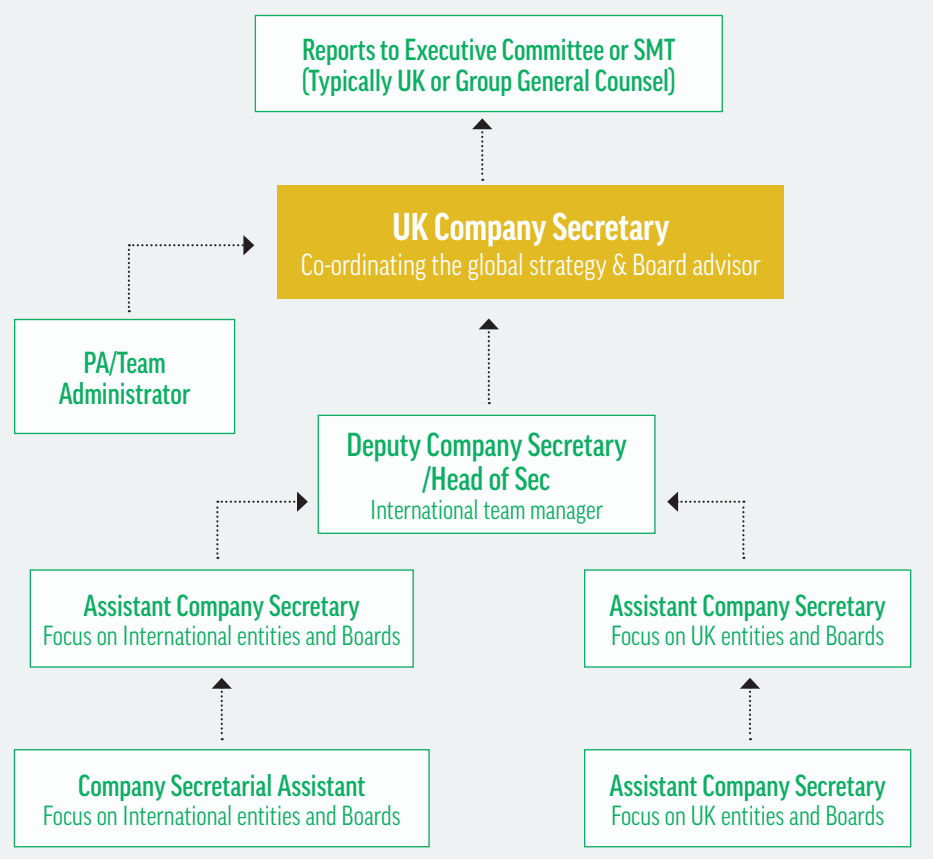 Reports to Executive Committee or SMT
(Typically UK or Group General Counsel)
UK Company Secretary
Co-ordinating the global strategy & Board advisor
PA/Team
Administrator
Deputy Company Secretary
/Head of Sec
International team manager
Assistant Company Secretary
Focus on International entities and Boards
Assistant Company Secretary
Focus on UK entities and Boards
Company Secretarial Assistant
Focus on International entities and Boards
Assistant Company Secretary
Focus on UK entities and Boards